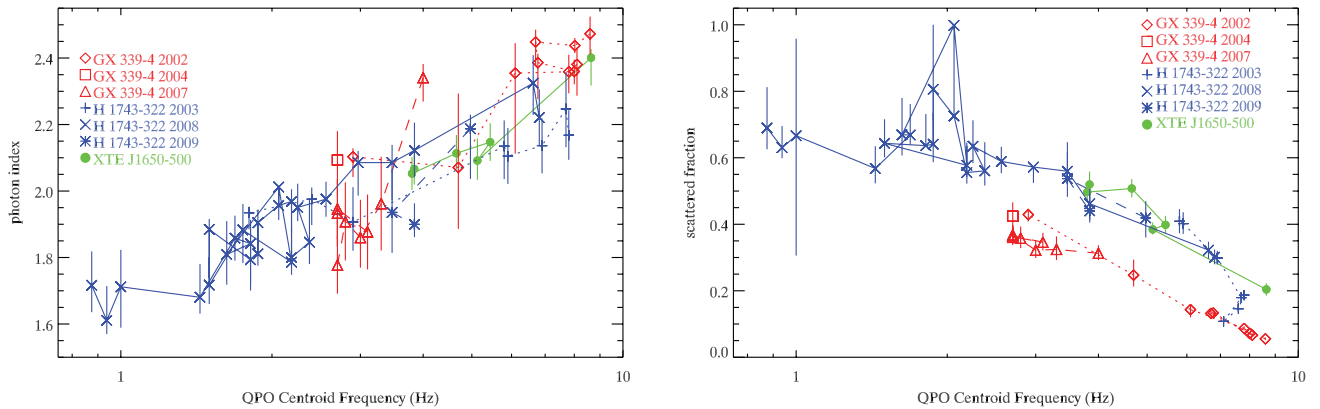 2.4
2.2
2.0
1.8
1.6
photon index
GX 339-4 2002
GX 339-4 2004
GX 339-4 2007
H 1743-322 2003
H 1743-322 2008
H 1743-322 2009
XTE J1650-500
1
10
QPO Centroid Frequency (Hz)
1.0
0.8
0.6
0.4
0.2
0.0
scattered fraction
GX 339-4 2002
GX 339-4 2004
GX 339-4 2007
H 1743-322 2003
H 1743-322 2008
H 1743-322 2009
XTE J1650-500
1
10
QPO Centroid Frequency (Hz)